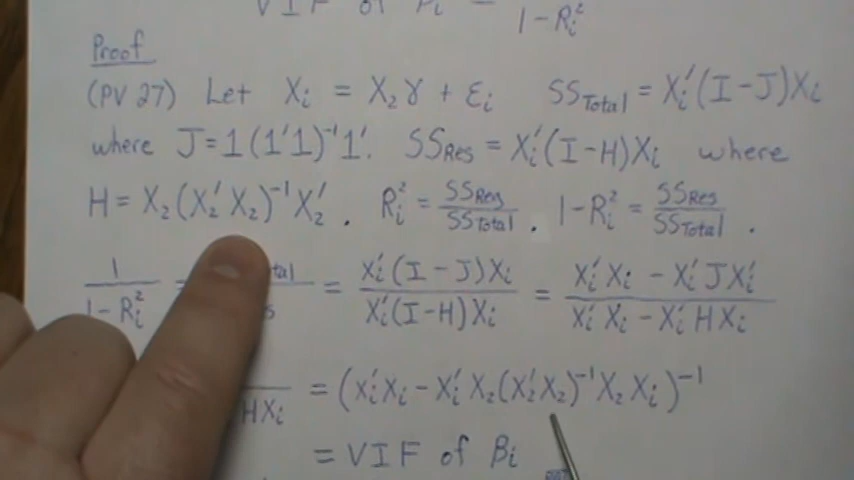 VIF of βi = 1/(1-Ri²)
Proof
(PV 27) Let Xi = X2γ + εi SSTotal = Xi'(I-J)Xi
where J=1(1'1)⁻¹1'. SSRes = Xi'(I-H)Xi where
H = X2(X2'X2)⁻¹X2'. Ri² = SSReg/SSTotal. 1-Ri² = SSRes/SSTotal.
1/(1-Ri²) = = Xi'(I-J)Xi/Xi'(I-H)Xi = Xi'Xi - Xi'JXi'/Xi'Xi - Xi'HXi
HXi = (Xi'Xi - Xi'X2(X2'X2)⁻¹X2Xi)⁻¹
= VIF of βi